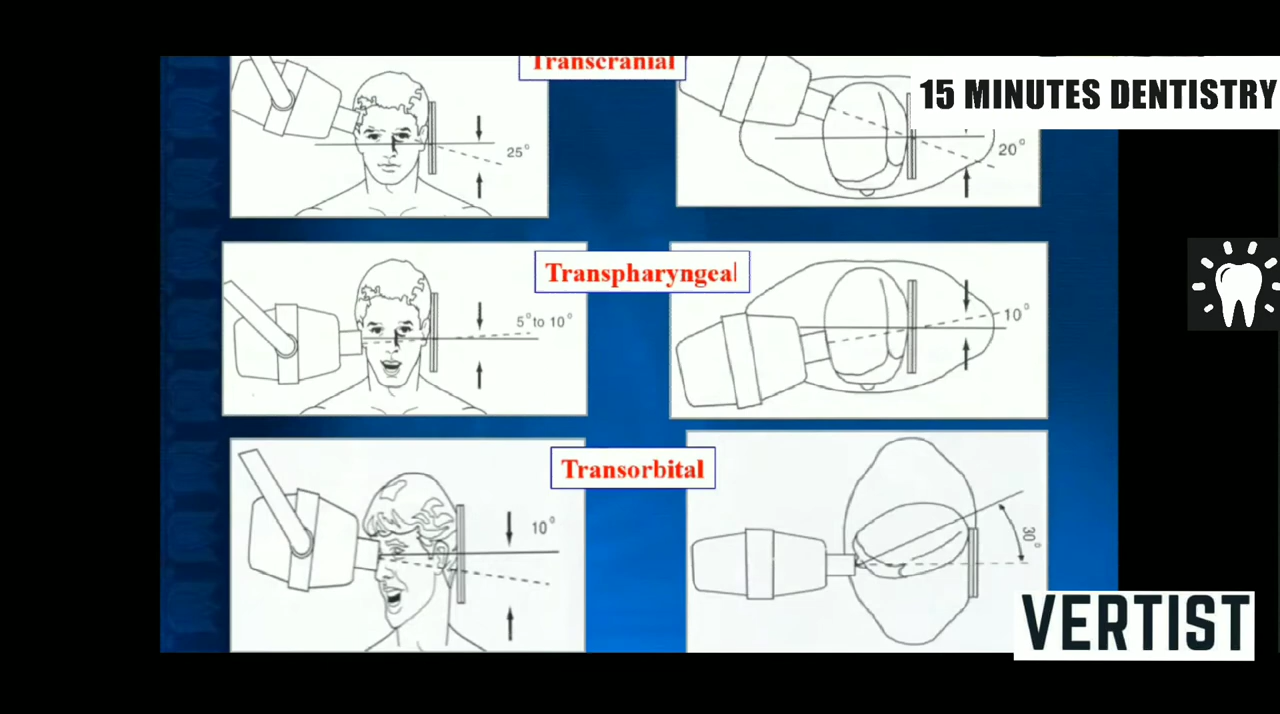 Transcranial
15 MINUTES DENTISTRY
25°
20°
Transpharyngeal
5° to 10°
10°
Transorbital
10°
30°
VERTIST